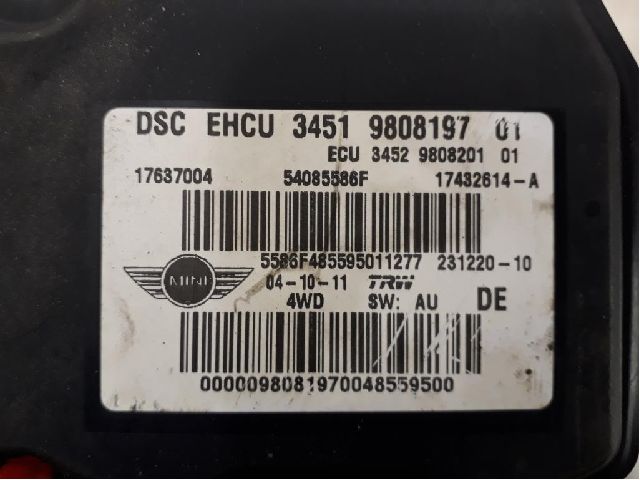 DSC EHCU 3451 9808197 01
ECU 3452 9808201 01
17637004 54085586F 17432614-A
5586F485595011277 231220-10
MINI 04-10-11 TRW
4WD SW: AU DE
0000098081970048559500